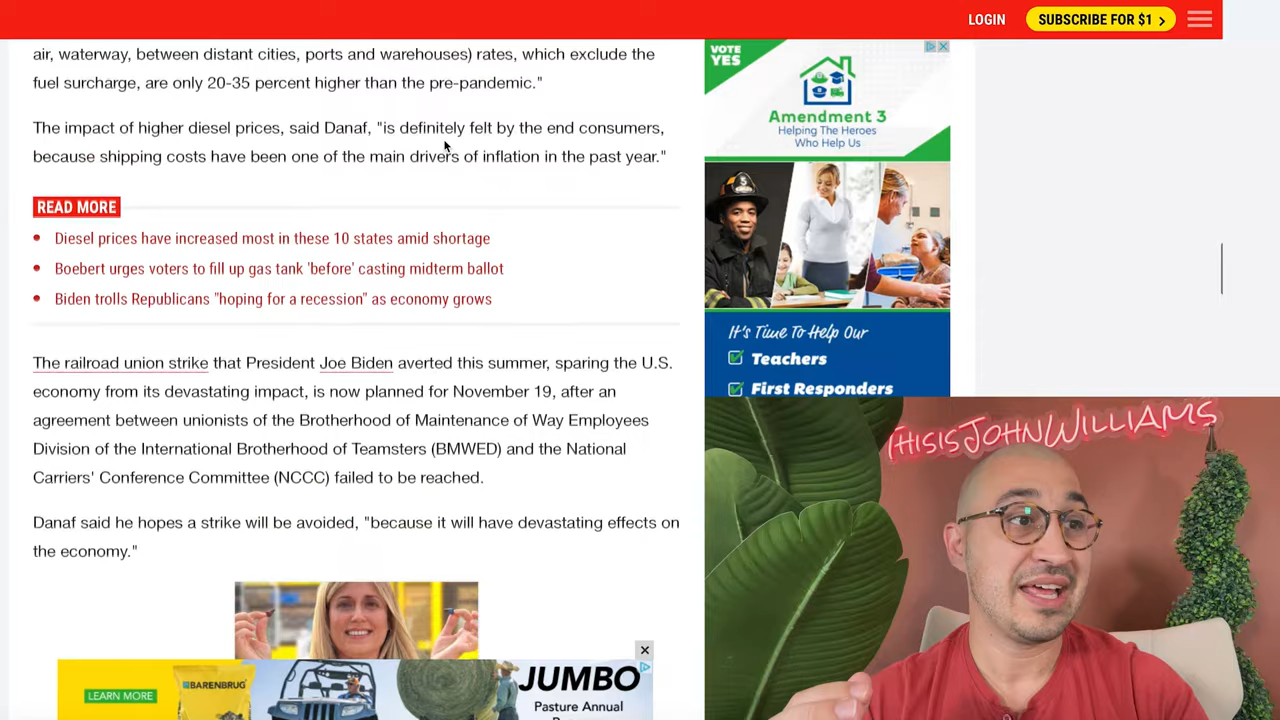 LOGIN
SUBSCRIBE FOR $1 >
air, waterway, between distant cities, ports and warehouses) rates, which exclude the
fuel surcharge, are only 20-35 percent higher than the pre-pandemic."
The impact of higher diesel prices, said Danaf, "is definitely felt by the end consumers,
because shipping costs have been one of the main drivers of inflation in the past year."
READ MORE
Diesel prices have increased most in these 10 states amid shortage
Boebert urges voters to fill up gas tank 'before' casting midterm ballot
Biden trolls Republicans "hoping for a recession" as economy grows
The railroad union strike that President Joe Biden averted this summer, sparing the U.S.
economy from its devastating impact, is now planned for November 19, after an
agreement between unionists of the Brotherhood of Maintenance of Way Employees
Division of the International Brotherhood of Teamsters (BMWED) and the National
Carriers' Conference Committee (NCCC) failed to be reached.
Danaf said he hopes a strike will be avoided, "because it will have devastating effects on
the economy."
LEARN MORE
BARENBRUG
JUMBO
Pasture Annual
VOTE
YES
Amendment 3
Helping The Heroes
Who Help Us
5
It's Time To Help Our
Teachers
First Responders
THISISJOHNWILLIAMS